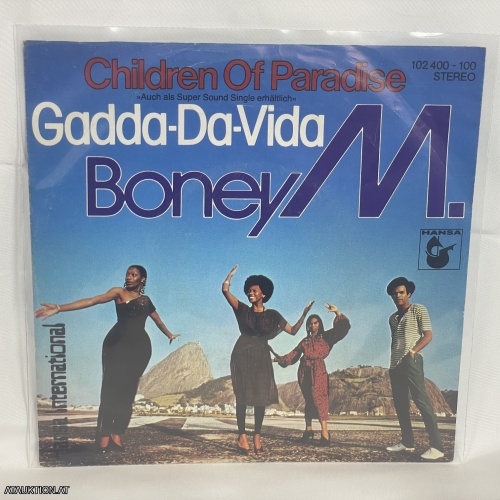 Children Of Paradise
102 400 - 100
STEREO
»Auch als Super Sound Single erhältlich«
Gadda-Da-Vida
Boney M.
HANSA
International
ATAUKTION.AT